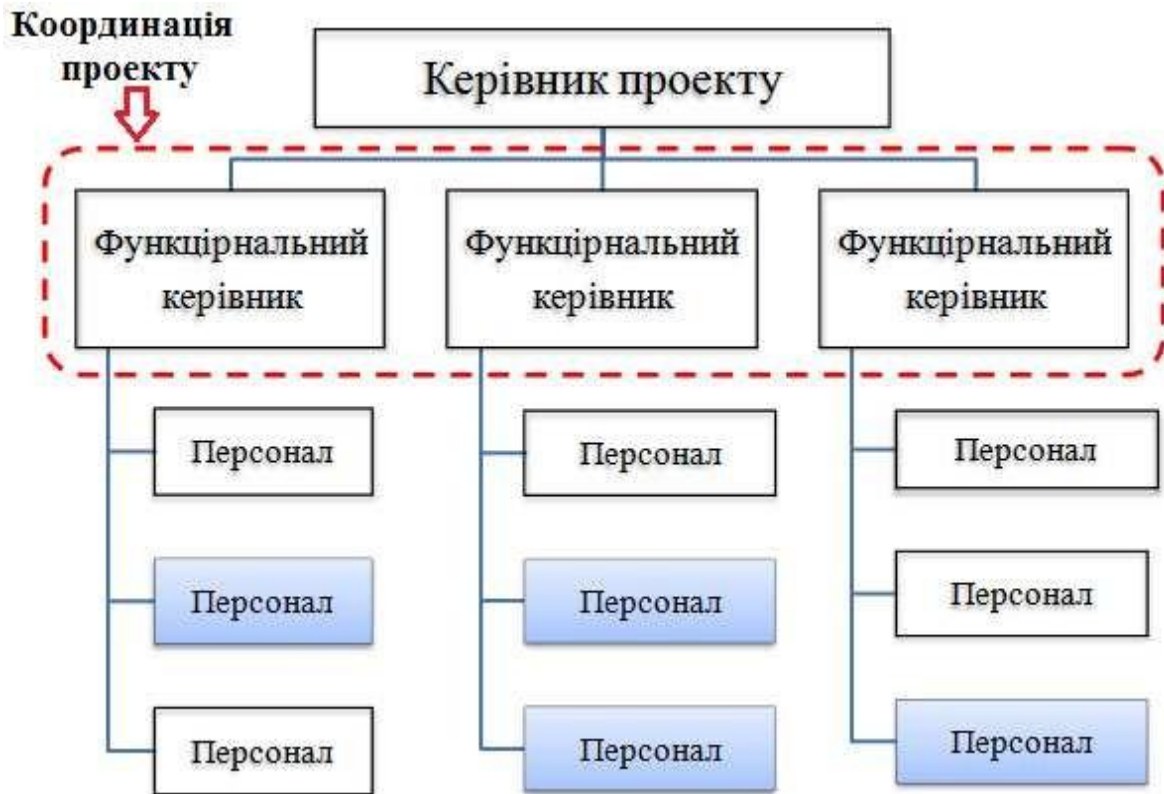 Координація
проекту
Керівник проекту
Функцірнальний
керівник
Функцірнальний
керівник
Функцірнальний
керівник
Персонал
Персонал
Персонал
Персонал
Персонал
Персонал
Персонал
Персонал
Персонал